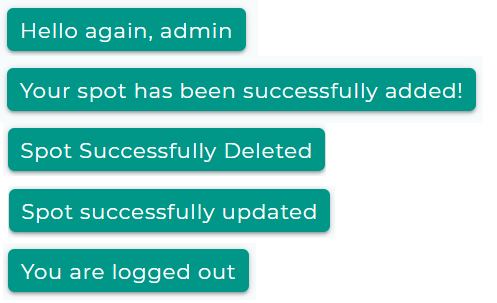 Hello again, admin
Your spot has been successfully added!
Spot Successfully Deleted
Spot successfully updated
You are logged out